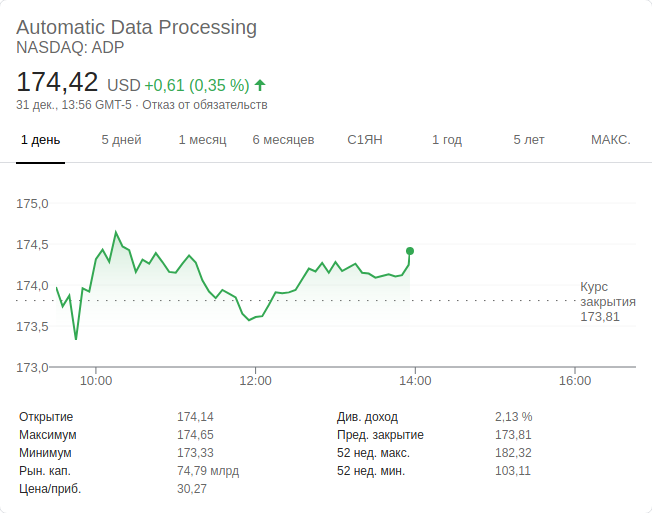 Automatic Data Processing
NASDAQ: ADP
174,42 USD +0,61 (0,35 %)
31 дек., 13:56 GMT-5 · Отказ от обязательств
1 день 5 дней 1 месяц 6 месяцев С1ЯН 1 год 5 лет МАКС.
175,0
174,5
174,0
173,5
173,0
Курс
закрытия
173,81
10:00 12:00 14:00 16:00
Открытие 174,14 Див. доход 2,13 %
Максимум 174,65 Пред. закрытие 173,81
Минимум 173,33 52 нед. макс. 182,32
Рын. кап. 74,79 млрд 52 нед. мин. 103,11
Цена/приб. 30,27